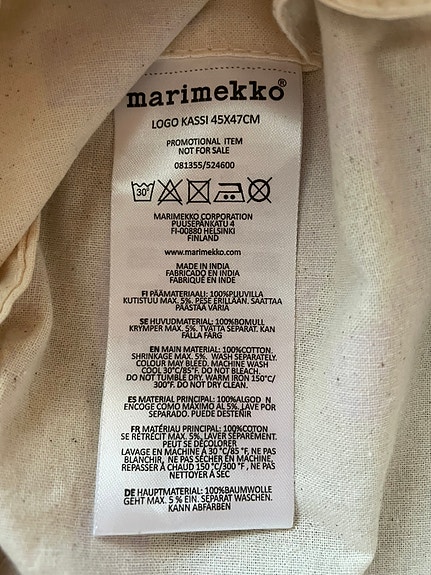 marimekko®
LOGO KASSI 45X47CM
PROMOTIONAL ITEM
NOT FOR SALE
081355/524600
30°
MARIMEKKO CORPORATION
PUUSEPÄNKATU 4
FI-00880 HELSINKI
FINLAND
www.marimekko.com
MADE IN INDIA
FABRICADO EN INDIA
FABRIQUÉ EN INDE
FI PÄÄMATERIAALI: 100%PUUVILLA
KUTISTUU MAX. 5%. PESE ERILLÄÄN. SAATTAA
PÄÄSTÄÄ VÄRIÄ
SE HUVUDMATERIAL: 100%BOMULL
KRYMPER MAX. 5%. TVÄTTA SEPARAT. KAN
FÄLLA FÄRG
EN MAIN MATERIAL: 100%COTTON.
SHRINKAGE MAX. 5%. WASH SEPARATELY.
COLOUR MAY BLEED. MACHINE WASH
COOL 30°C/85°F. DO NOT BLEACH.
DO NOT TUMBLE DRY. WARM IRON 150°C/
300°F. DO NOT DRY CLEAN.
ES MATERIAL PRINCIPAL: 100%ALGOD N
ENCOGE COMO MÁXIMO AL 5%. LAVE POR
SEPARADO. PUEDE DESTEÑIR
FR MATÉRIAU PRINCIPAL: 100%COTON
SE RÉTRÉCIT MAX. 5%. LAVER SÉPARÉMENT.
PEUT SE DÉCOLORER
LAVAGE EN MACHINE À 30 °C/85 °F, NE PAS
BLANCHIR, NE PAS SÉCHER EN MACHINE,
REPASSER À CHAUD 150 °C/300 °F , NE PAS
NETTOYER À SEC
DE HAUPTMATERIAL: 100%BAUMWOLLE
GEHT MAX. 5 % EIN. SEPARAT WASCHEN.
KANN ABFÄRBEN